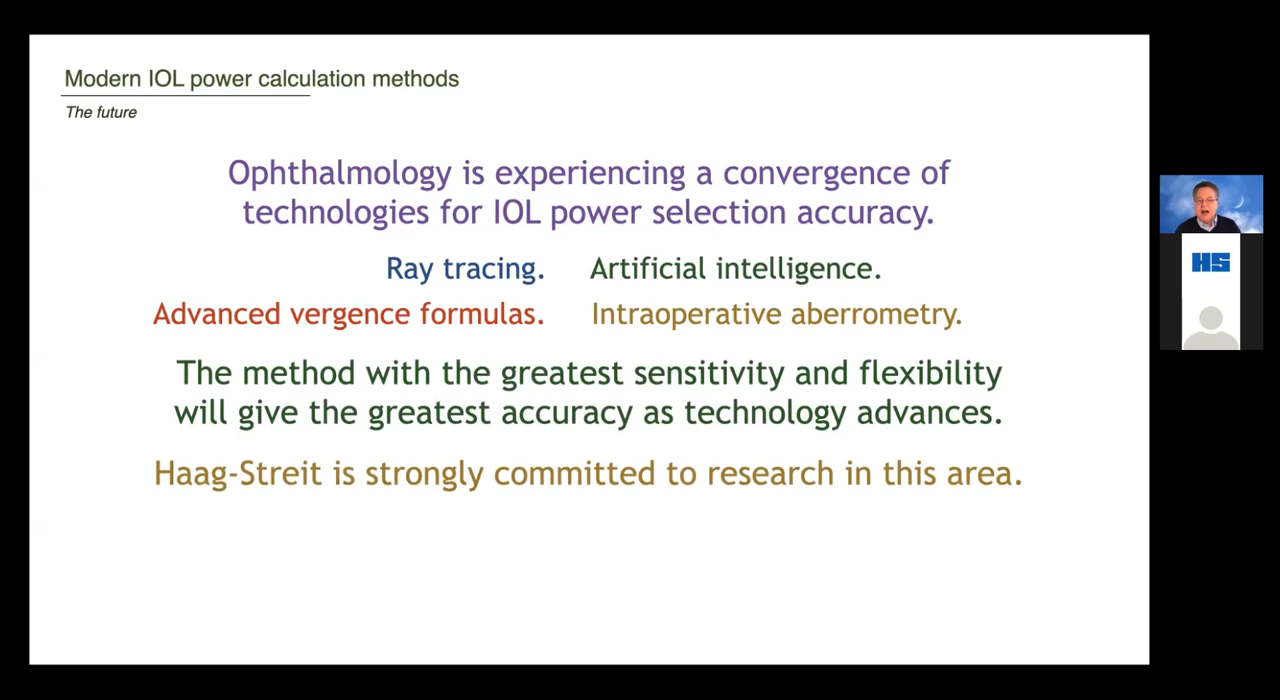 Modern IOL power calculation methods
The future
Ophthalmology is experiencing a convergence of
technologies for IOL power selection accuracy.
Ray tracing. Artificial intelligence.
Advanced vergence formulas. Intraoperative aberrometry.
The method with the greatest sensitivity and flexibility
will give the greatest accuracy as technology advances.
Haag-Streit is strongly committed to research in this area.
HS